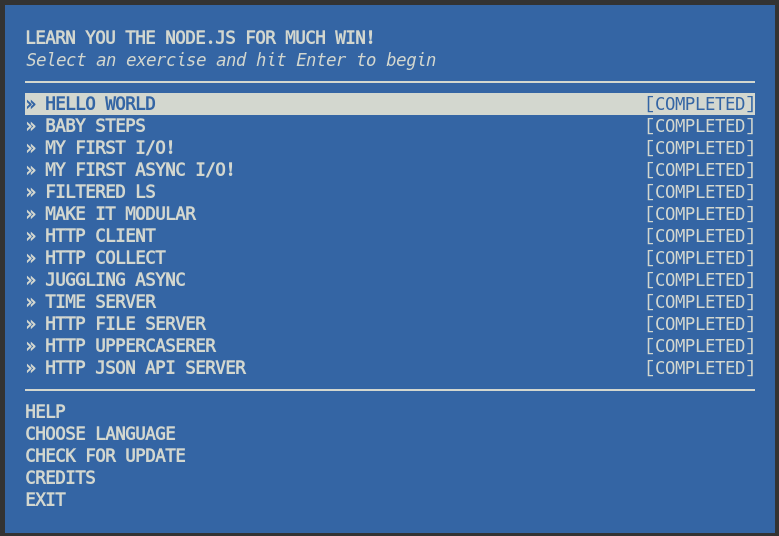 LEARN YOU THE NODE.JS FOR MUCH WIN!
Select an exercise and hit Enter to begin
» HELLO WORLD [COMPLETED]
» BABY STEPS [COMPLETED]
» MY FIRST I/O! [COMPLETED]
» MY FIRST ASYNC I/O! [COMPLETED]
» FILTERED LS [COMPLETED]
» MAKE IT MODULAR [COMPLETED]
» HTTP CLIENT [COMPLETED]
» HTTP COLLECT [COMPLETED]
» JUGGLING ASYNC [COMPLETED]
» TIME SERVER [COMPLETED]
» HTTP FILE SERVER [COMPLETED]
» HTTP UPPERCASERER [COMPLETED]
» HTTP JSON API SERVER [COMPLETED]
HELP
CHOOSE LANGUAGE
CHECK FOR UPDATE
CREDITS
EXIT